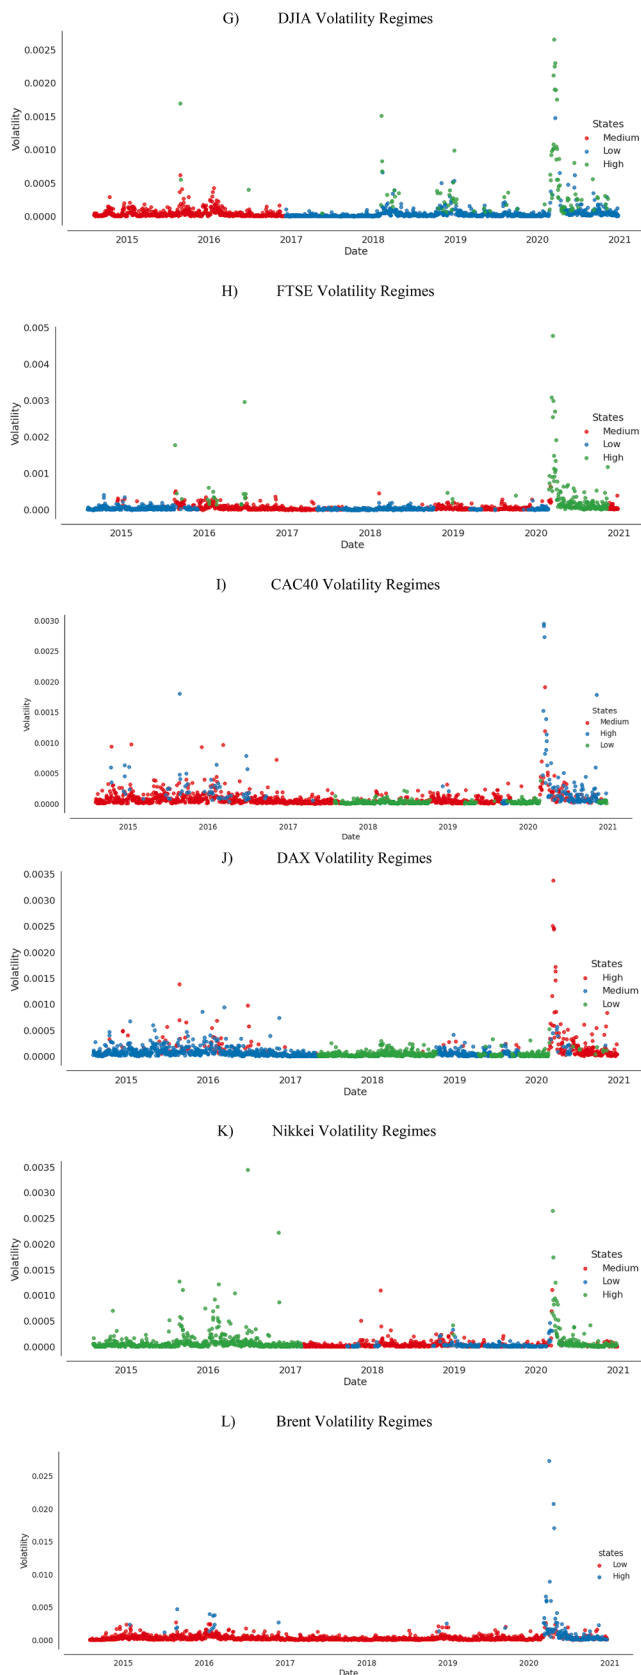 G) DJIA Volatility Regimes
0.0025
0.0020
0.0015
0.0010
0.0005
0.0000
Volatility
States
Medium
Low
High
2015 2016 2017 2018 2019 2020 2021
Date
H) FTSE Volatility Regimes
0.005
0.004
0.003
0.002
0.001
0.000
Volatility
States
Medium
Low
High
2015 2016 2017 2018 2019 2020 2021
Date
I) CAC40 Volatility Regimes
0.0030
0.0025
0.0020
0.0015
0.0010
0.0005
0.0000
Volatility
States
Medium
High
Low
2015 2016 2017 2018 2019 2020 2021
Date
J) DAX Volatility Regimes
0.0035
0.0030
0.0025
0.0020
0.0015
0.0010
0.0005
0.0000
Volatility
States
High
Medium
Low
2015 2016 2017 2018 2019 2020 2021
Date
K) Nikkei Volatility Regimes
0.0035
0.0030
0.0025
0.0020
0.0015
0.0010
0.0005
0.0000
Volatility
States
Medium
Low
High
2015 2016 2017 2018 2019 2020 2021
Date
L) Brent Volatility Regimes
0.025
0.020
0.015
0.010
0.005
0.000
Volatility
states
Low
High
2015 2016 2017 2018 2019 2020 2021
Date